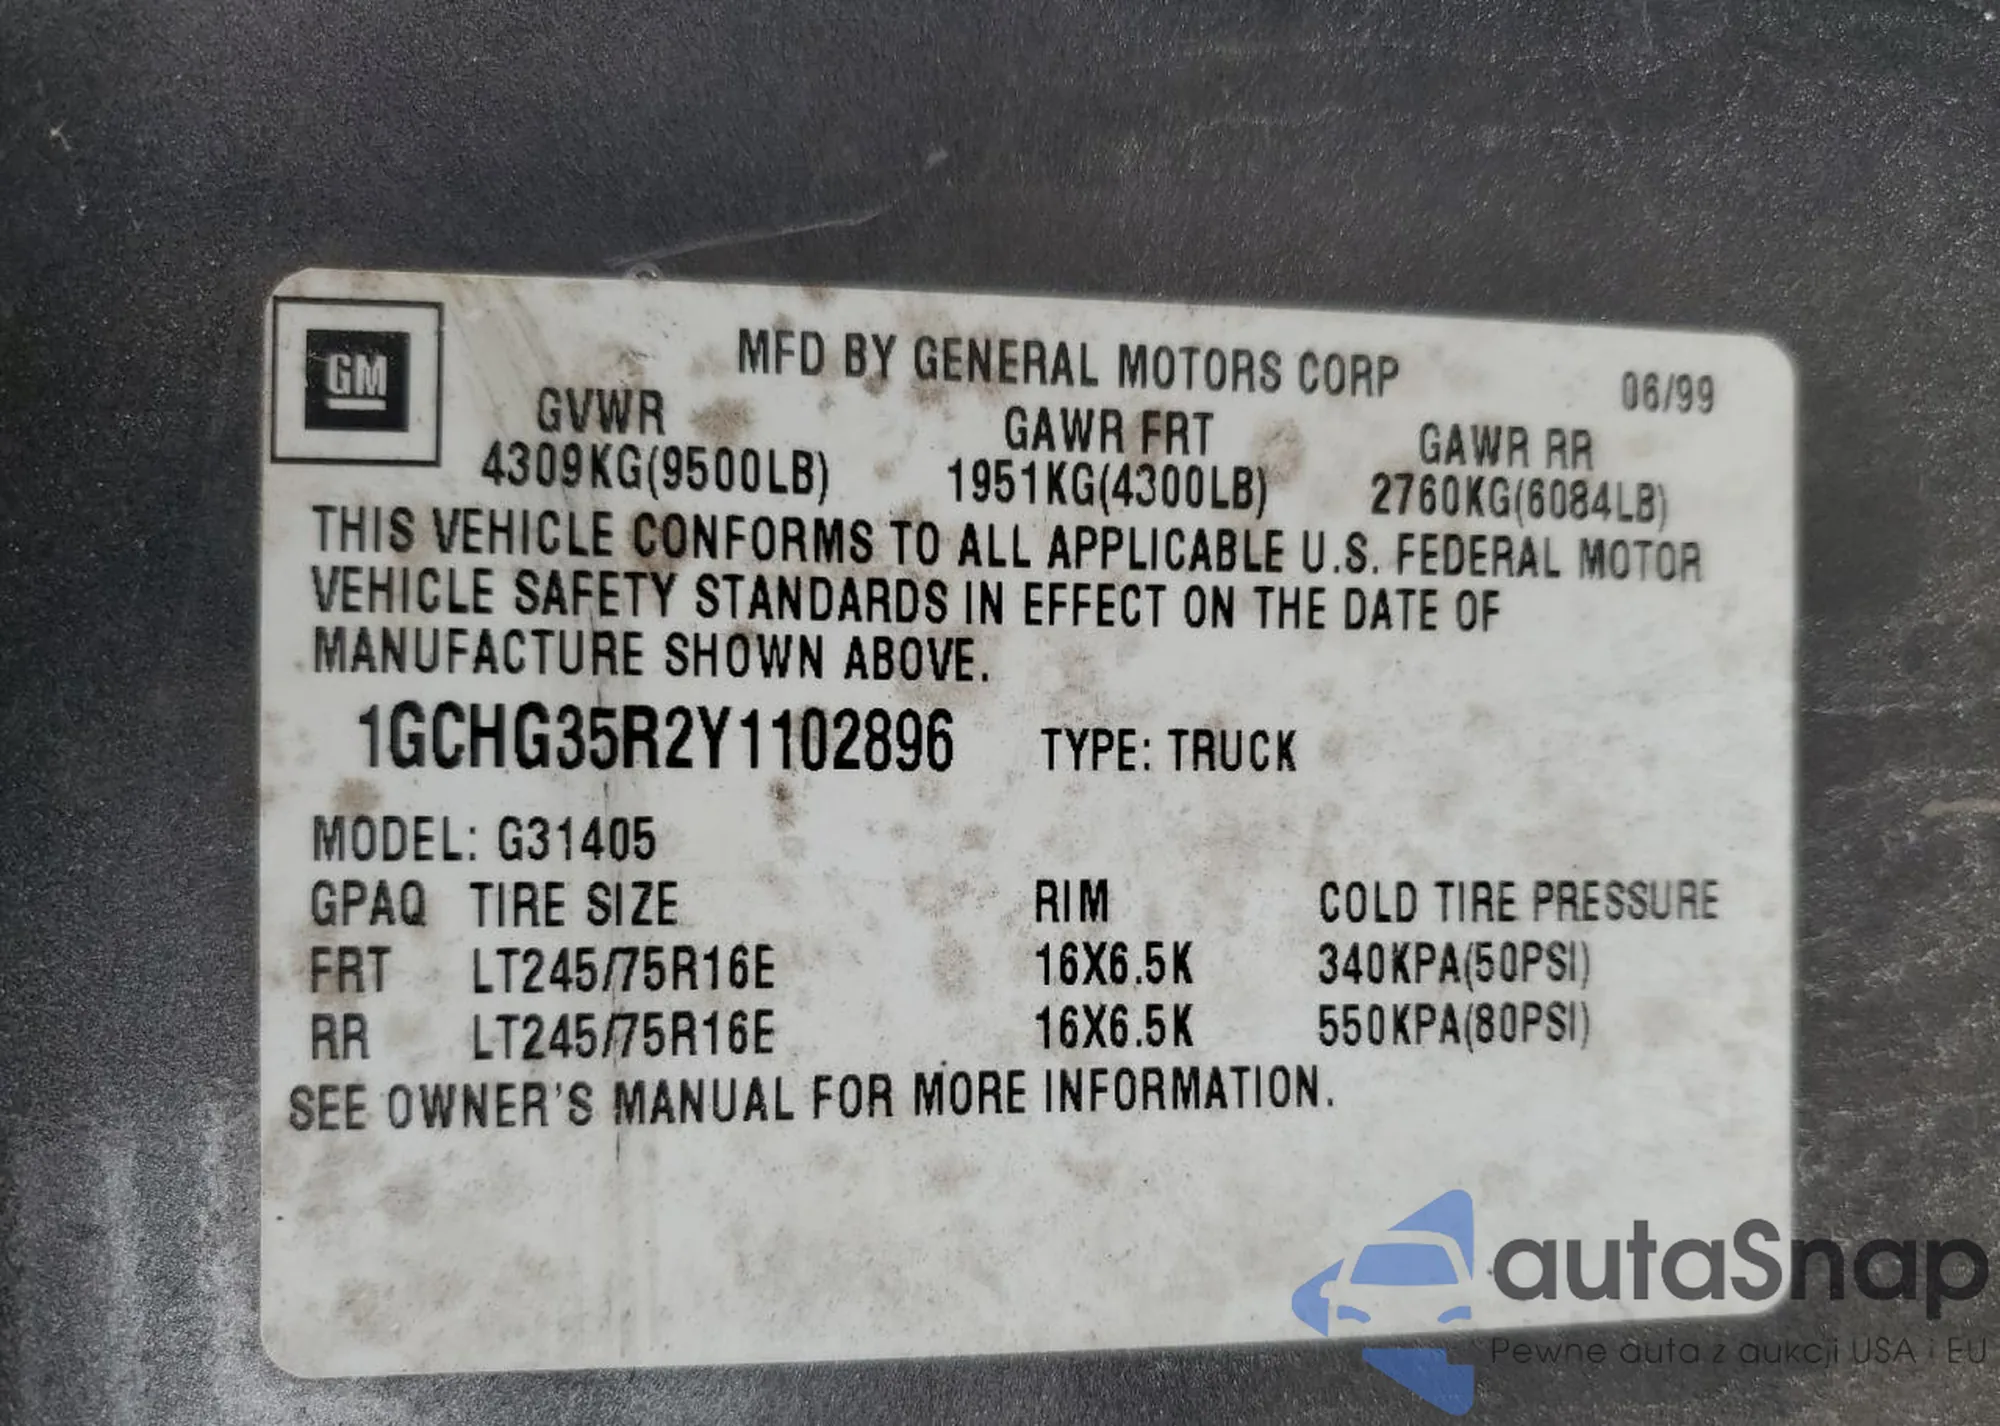 GM
MFD BY GENERAL MOTORS CORP 06/99
GVWR GAWR FRT GAWR RR
4309KG(9500LB) 1951KG(4300LB) 2760KG(6084LB)
THIS VEHICLE CONFORMS TO ALL APPLICABLE U.S. FEDERAL MOTOR
VEHICLE SAFETY STANDARDS IN EFFECT ON THE DATE OF
MANUFACTURE SHOWN ABOVE.
1GCHG35R2Y1102896 TYPE: TRUCK
MODEL: G31405
GPAQ TIRE SIZE RIM COLD TIRE PRESSURE
FRT LT245/75R16E 16X6.5K 340KPA(50PSI)
RR LT245/75R16E 16X6.5K 550KPA(80PSI)
SEE OWNER'S MANUAL FOR MORE INFORMATION.
autaSnap
Pewne auta z aukcji USA i EU